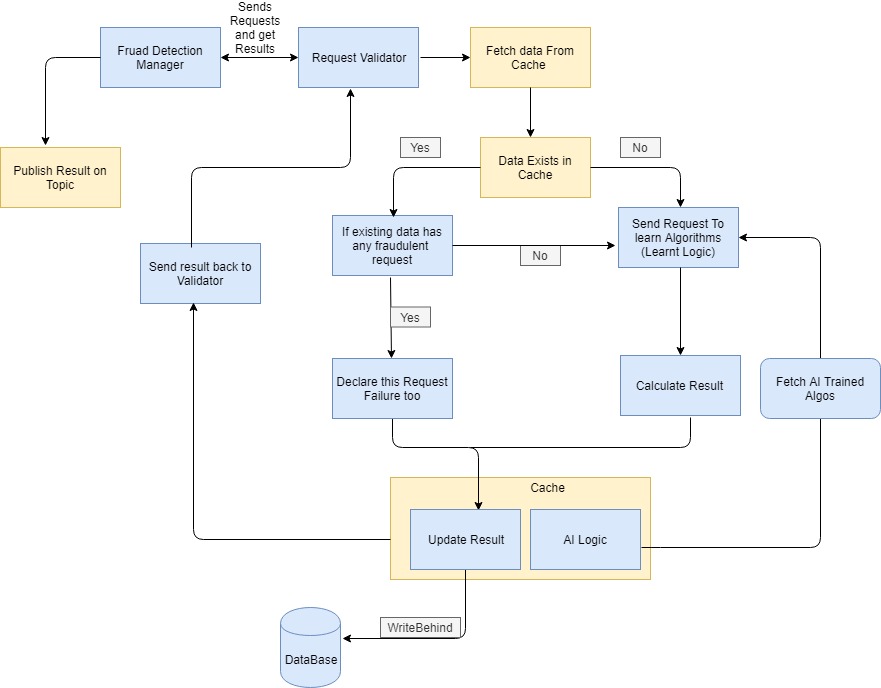 Sends
Requests
and get
Results
Fruad Detection
Manager
Request Validator
Fetch data From
Cache
Publish Result on
Topic
Yes
Data Exists in
Cache
No
If existing data has
any fraudulent
request
No
Send Request To
learn Algorithms
(Learnt Logic)
Send result back to
Validator
Yes
Declare this Request
Failure too
Calculate Result
Fetch AI Trained
Algos
Cache
Update Result
AI Logic
WriteBehind
DataBase